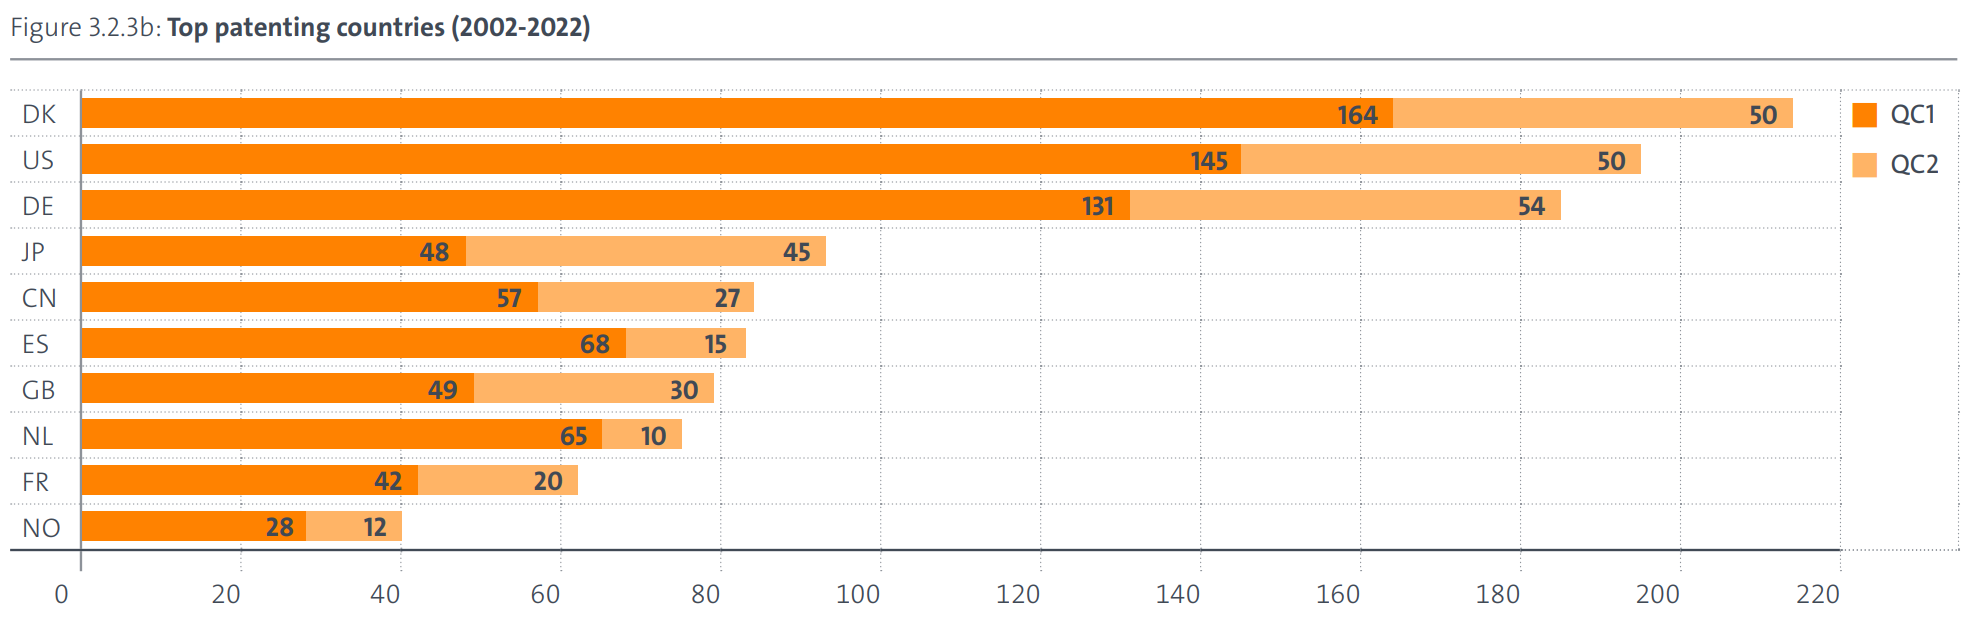 Figure 3.2.3b: Top patenting countries (2002-2022)
DK 164 50
US 145 50
DE 131 54
JP 48 45
CN 57 27
ES 68 15
GB 49 30
NL 65 10
FR 42 20
NO 28 12
0 20 40 60 80 100 120 140 160 180 200 220
QC1
QC2